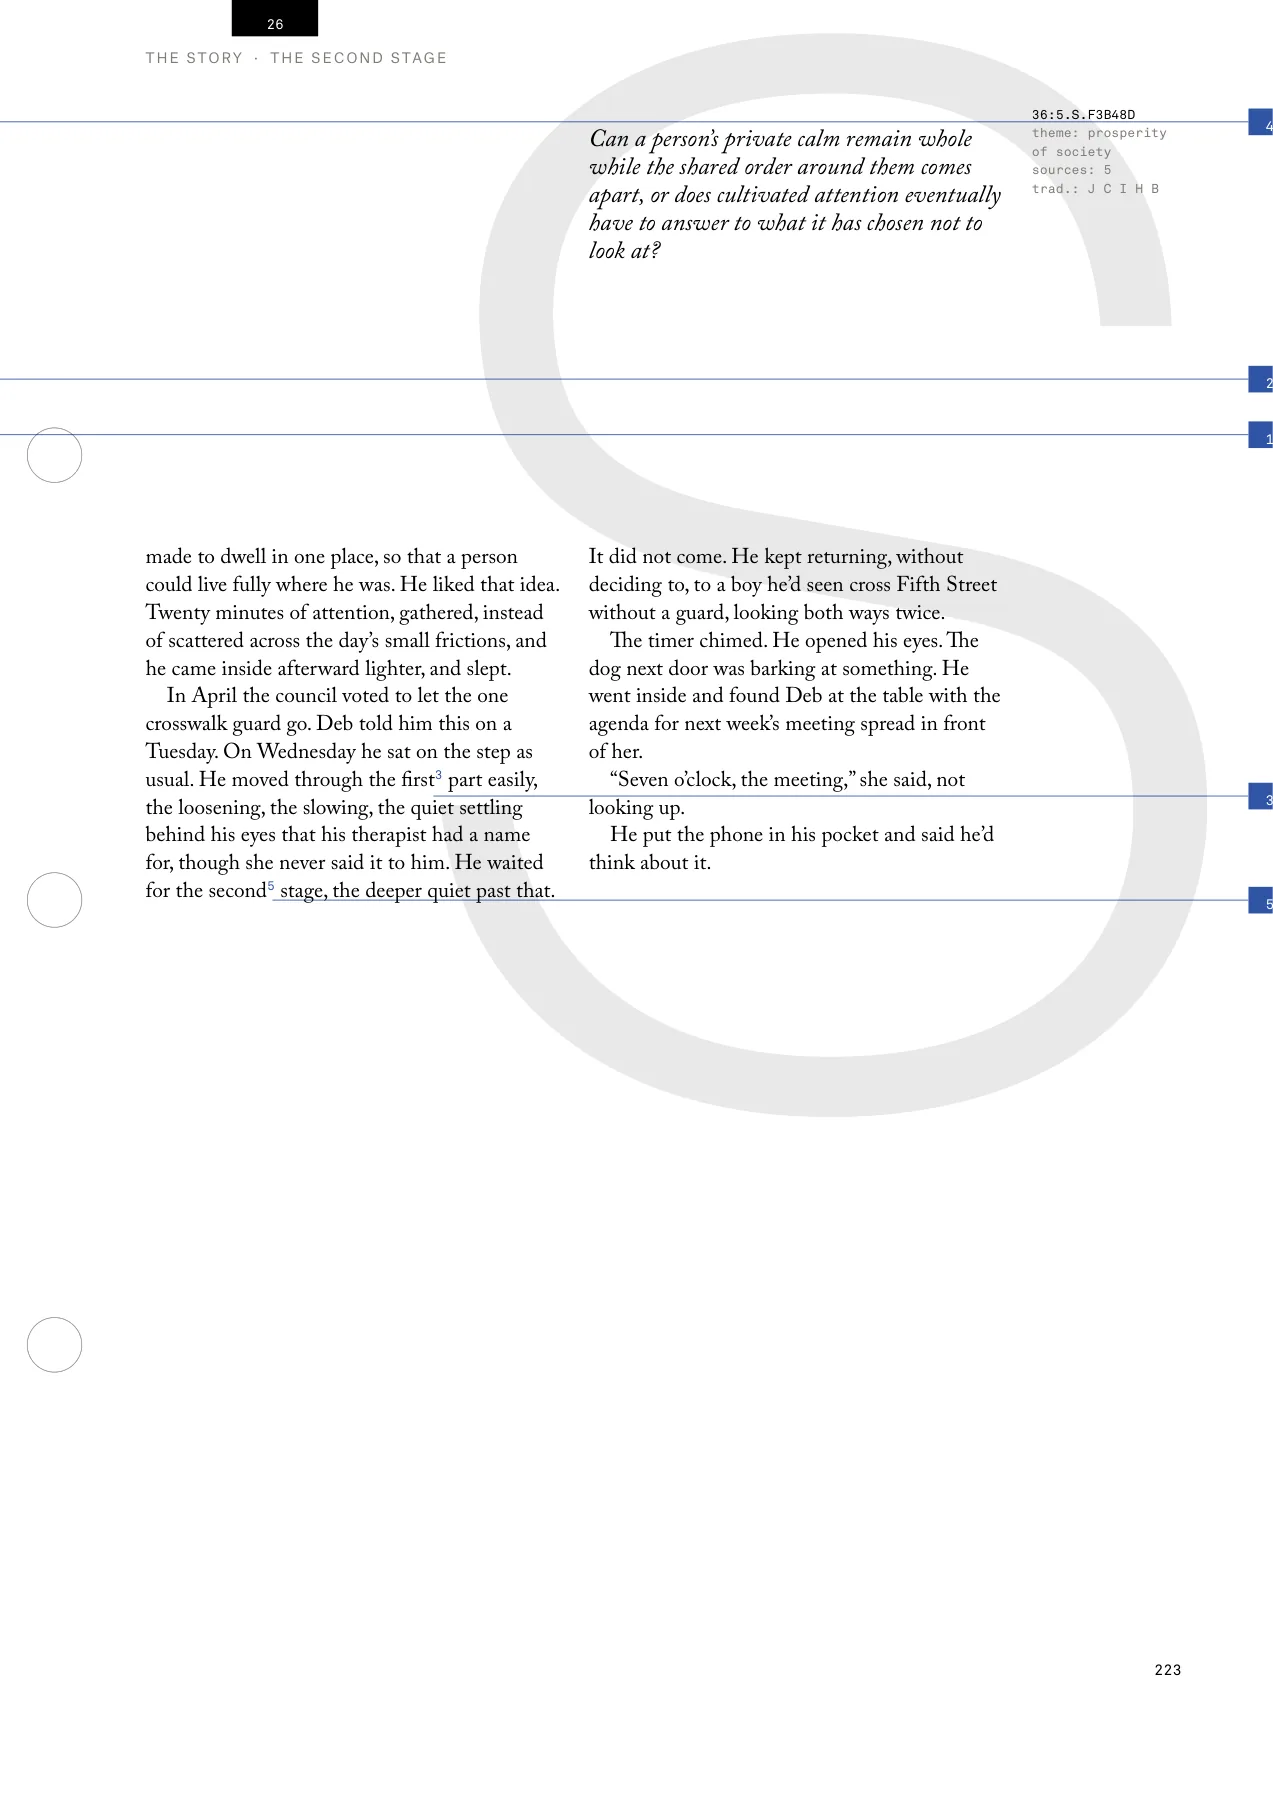 26
THE STORY · THE SECOND STAGE
Can a person's private calm remain whole
while the shared order around them comes
apart, or does cultivated attention eventually
have to answer to what it has chosen not to
look at?
36:5.S.F3B48D
theme: prosperity
of society
sources: 5
trad.: J C I H B
4
2
1
made to dwell in one place, so that a person
could live fully where he was. He liked that idea.
Twenty minutes of attention, gathered, instead
of scattered across the day's small frictions, and
he came inside afterward lighter, and slept.
In April the council voted to let the one
crosswalk guard go. Deb told him this on a
Tuesday. On Wednesday he sat on the step as
usual. He moved through the first3 part easily,
the loosening, the slowing, the quiet settling
behind his eyes that his therapist had a name
for, though she never said it to him. He waited
for the second5 stage, the deeper quiet past that.
It did not come. He kept returning, without
deciding to, to a boy he'd seen cross Fifth Street
without a guard, looking both ways twice.
The timer chimed. He opened his eyes. The
dog next door was barking at something. He
went inside and found Deb at the table with the
agenda for next week's meeting spread in front
of her.
“Seven o'clock, the meeting,” she said, not
looking up.
He put the phone in his pocket and said he'd
think about it.
3
5
S
223